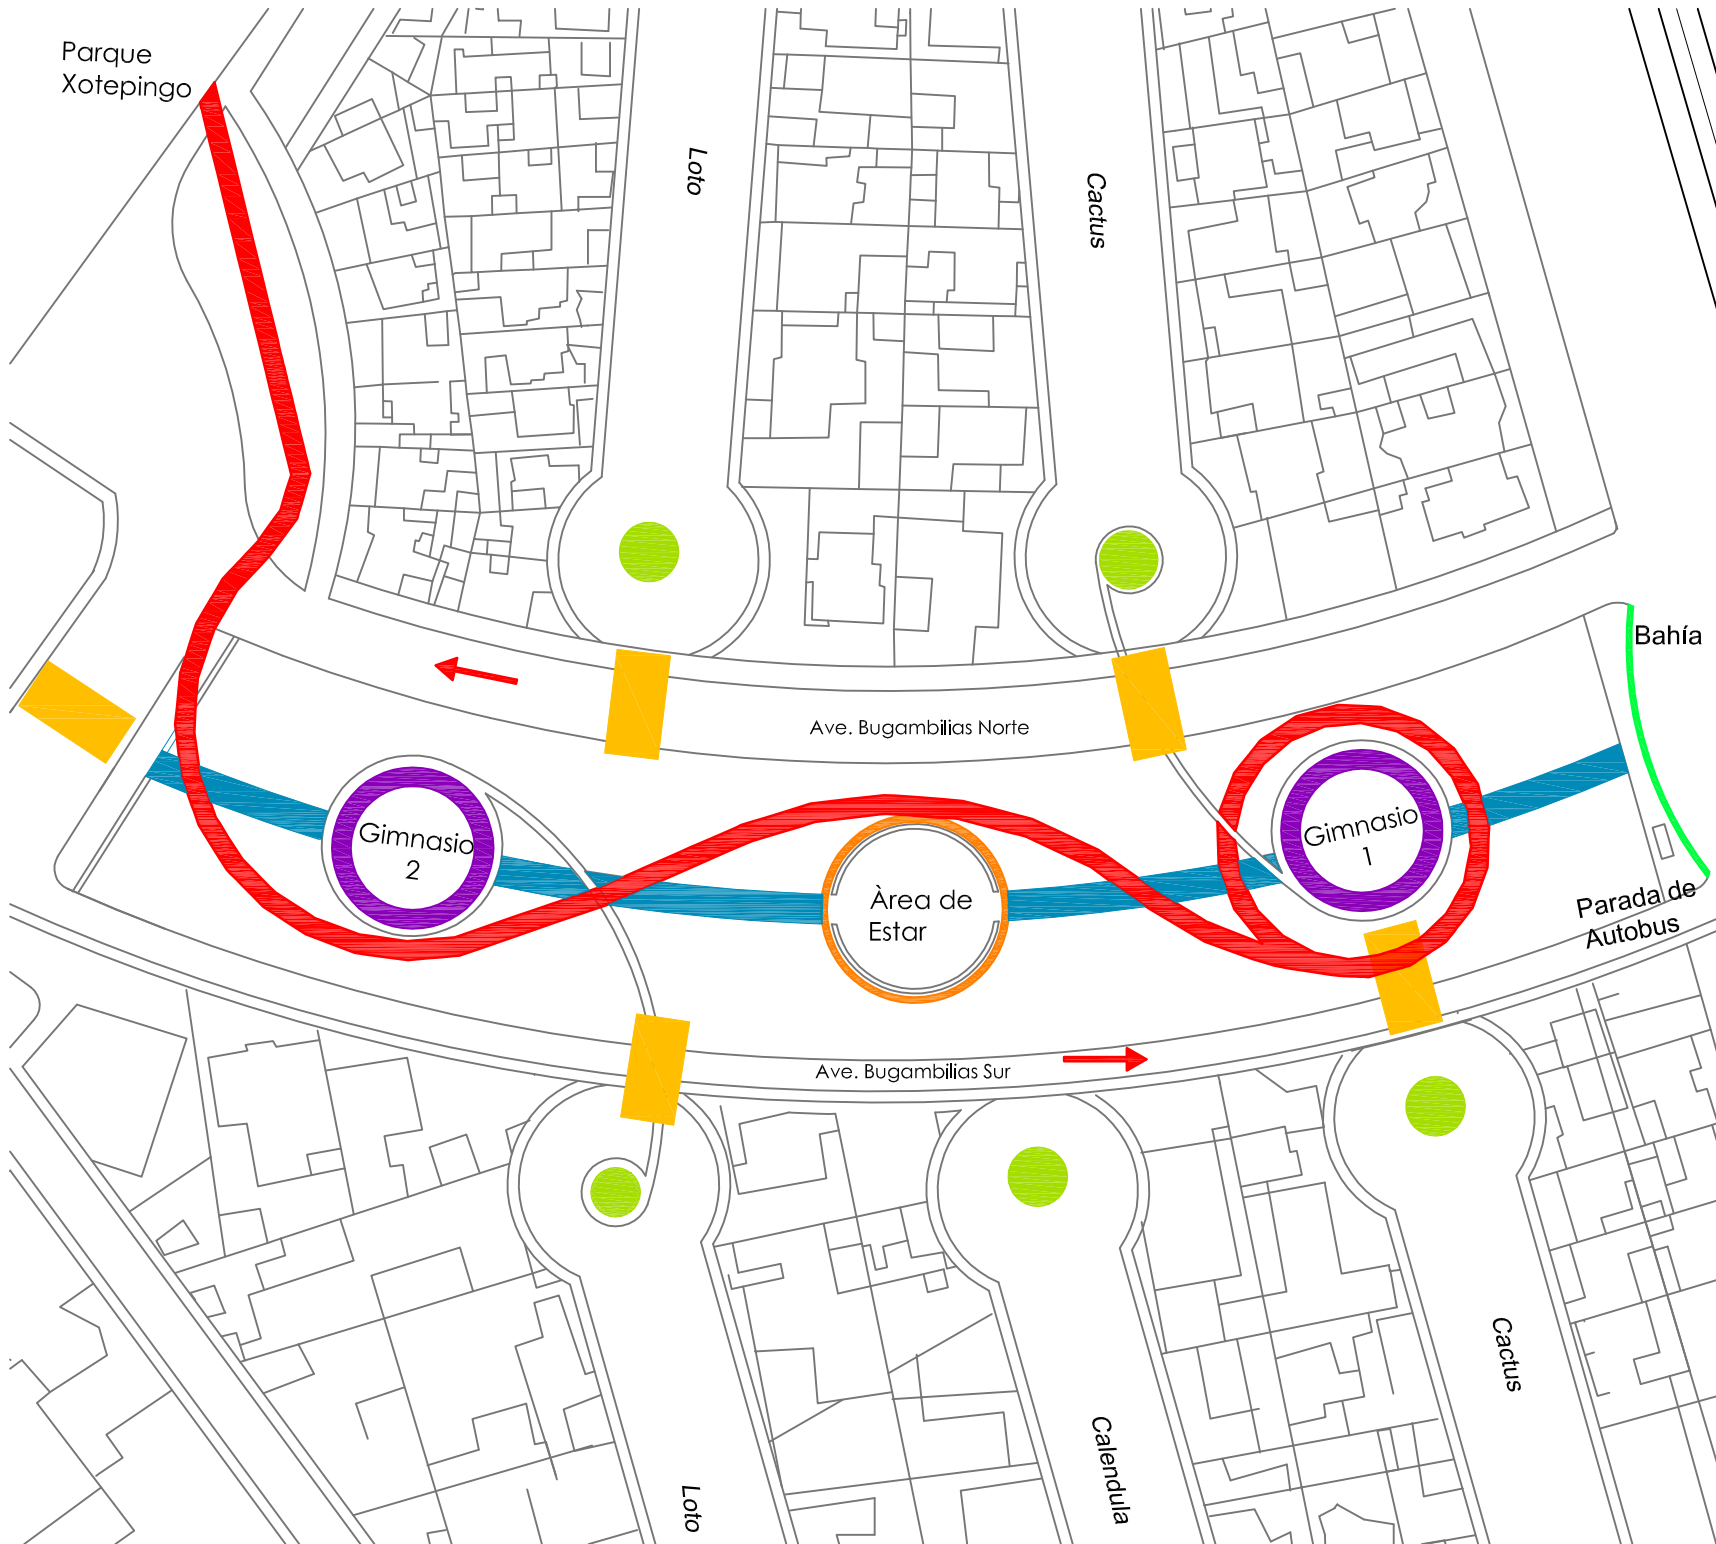 Parque
Xotepingo
Loto
Cactus
Bahía
Ave. Bugambilias Norte
Gimnasio
2
Gimnasio
1
Àrea de
Estar
Parada de
Autobus
Ave. Bugambilias Sur
Cactus
Calendula
Loto